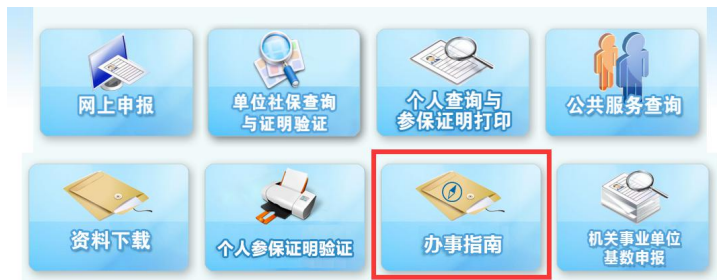 网上申报
单位社保查询
与证明验证
个人查询与
参保证明打印
公共服务查询
资料下载
个人参保证明验证
办事指南
机关事业单位
基数申报